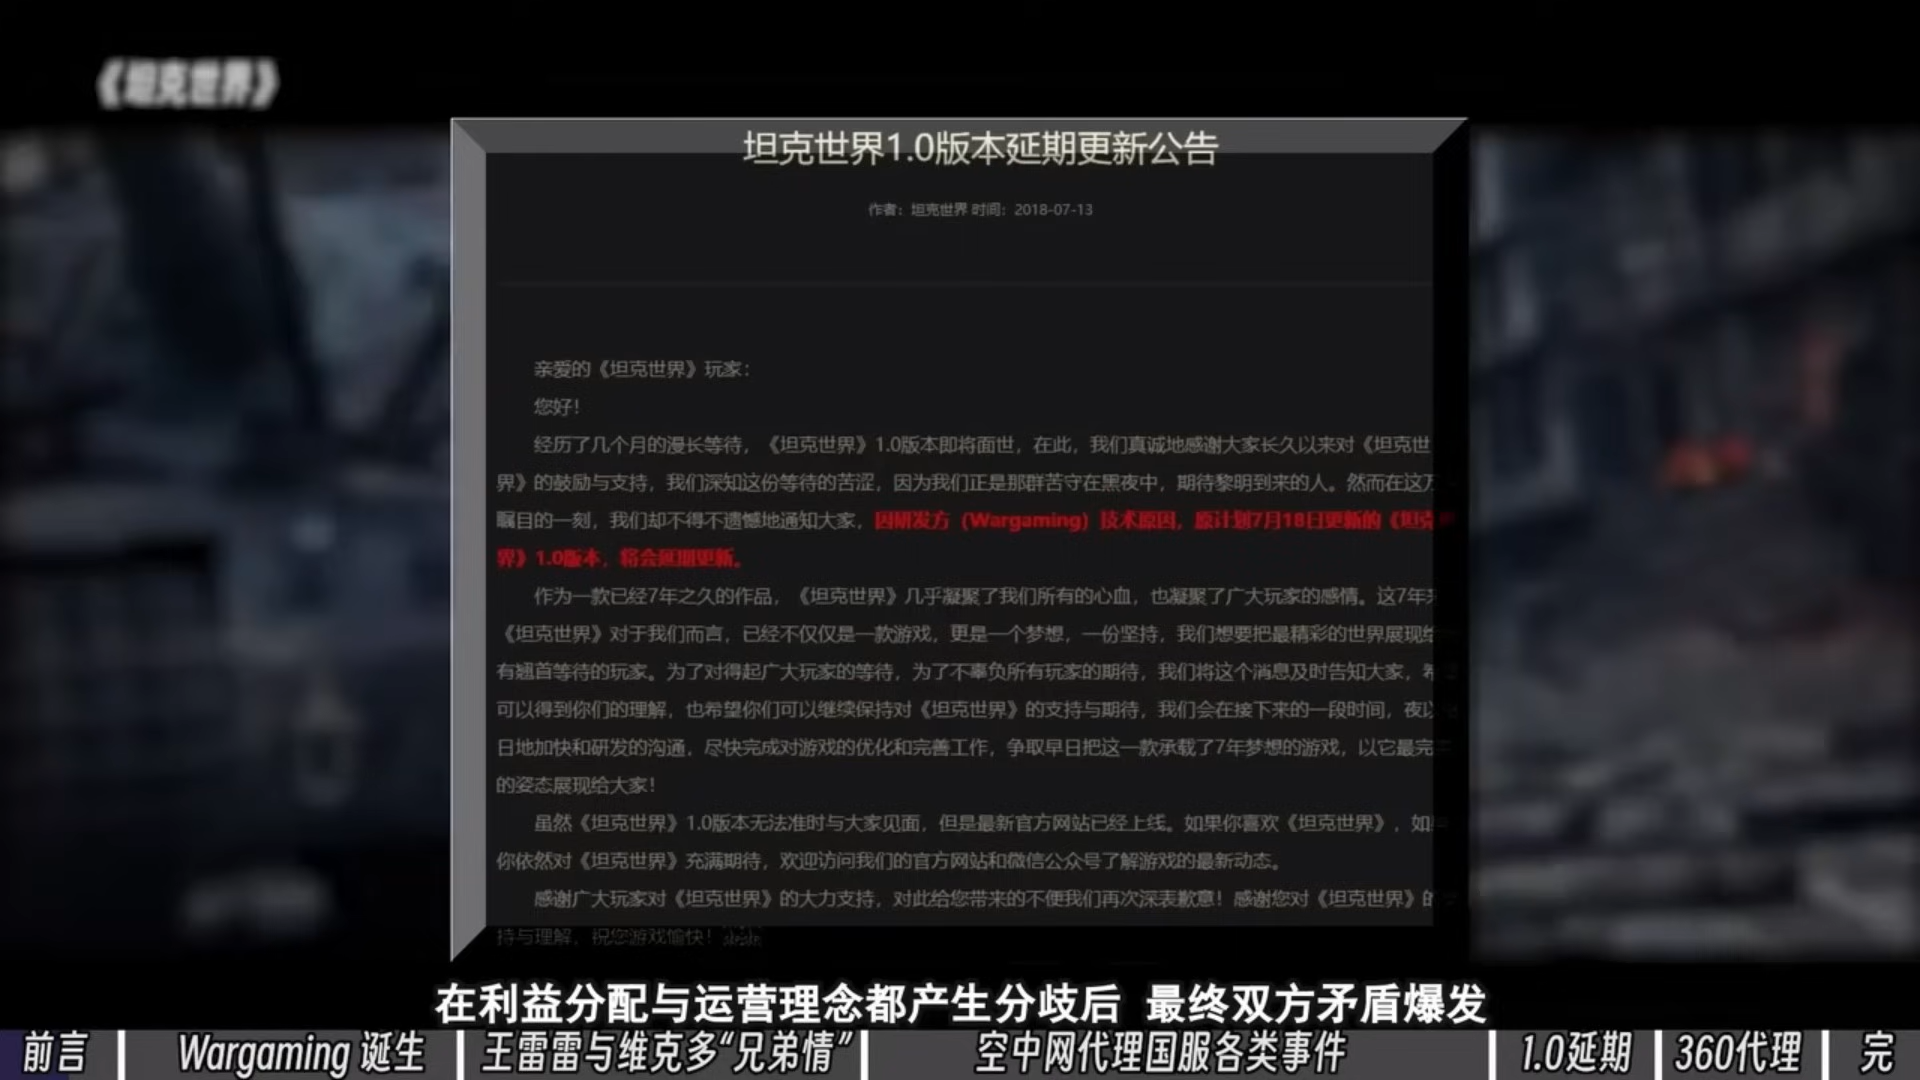 《坦克世界》
坦克世界1.0版本延期更新公告
作者：坦克世界 时间：2018-07-13
亲爱的《坦克世界》玩家：
您好！
经历了几个月的漫长等待，《坦克世界》1.0版本即将面世，在此，我们真诚地感谢大家长久以来对《坦克世
界》的鼓励与支持，我们深知这份等待的苦涩，因为我们正是那群苦守在黑夜中，期待黎明到来的人。然而在这万
瞩目的一刻，我们却不得不遗憾地通知大家，因研发方（Wargaming）技术原因，原计划7月18日更新的《坦克
界》1.0版本，将会延期更新。
作为一款已经7年之久的作品，《坦克世界》几乎凝聚了我们所有的心血，也凝聚了广大玩家的感情。这7年来
《坦克世界》对于我们而言，已经不仅仅是一款游戏，更是一个梦想，一份坚持，我们想要把最精彩的世界展现给
有翘首等待的玩家。为了对得起广大玩家的等待，为了不辜负所有玩家的期待，我们将这个消息及时告知大家，希
可以得到你们的理解，也希望你们可以继续保持对《坦克世界》的支持与期待，我们会在接下来的一段时间，夜以
日地加快和研发的沟通，尽快完成对游戏的优化和完善工作，争取早日把这一款承载了7年梦想的游戏，以它最完
的姿态展现给大家！
虽然《坦克世界》1.0版本无法准时与大家见面，但是最新官方网站已经上线。如果你喜欢《坦克世界》，如
你依然对《坦克世界》充满期待，欢迎访问我们的官方网站和微信公众号了解游戏的最新动态。
感谢广大玩家对《坦克世界》的大力支持，对此给您带来的不便我们再次深表歉意！感谢您对《坦克世界》的
持与理解，祝您游戏愉快！
在利益分配与运营理念都产生分歧后 最终双方矛盾爆发
前言 Wargaming 诞生 王雷雷与维克多“兄弟情” 空中网代理国服各类事件 1.0延期 360代理 完